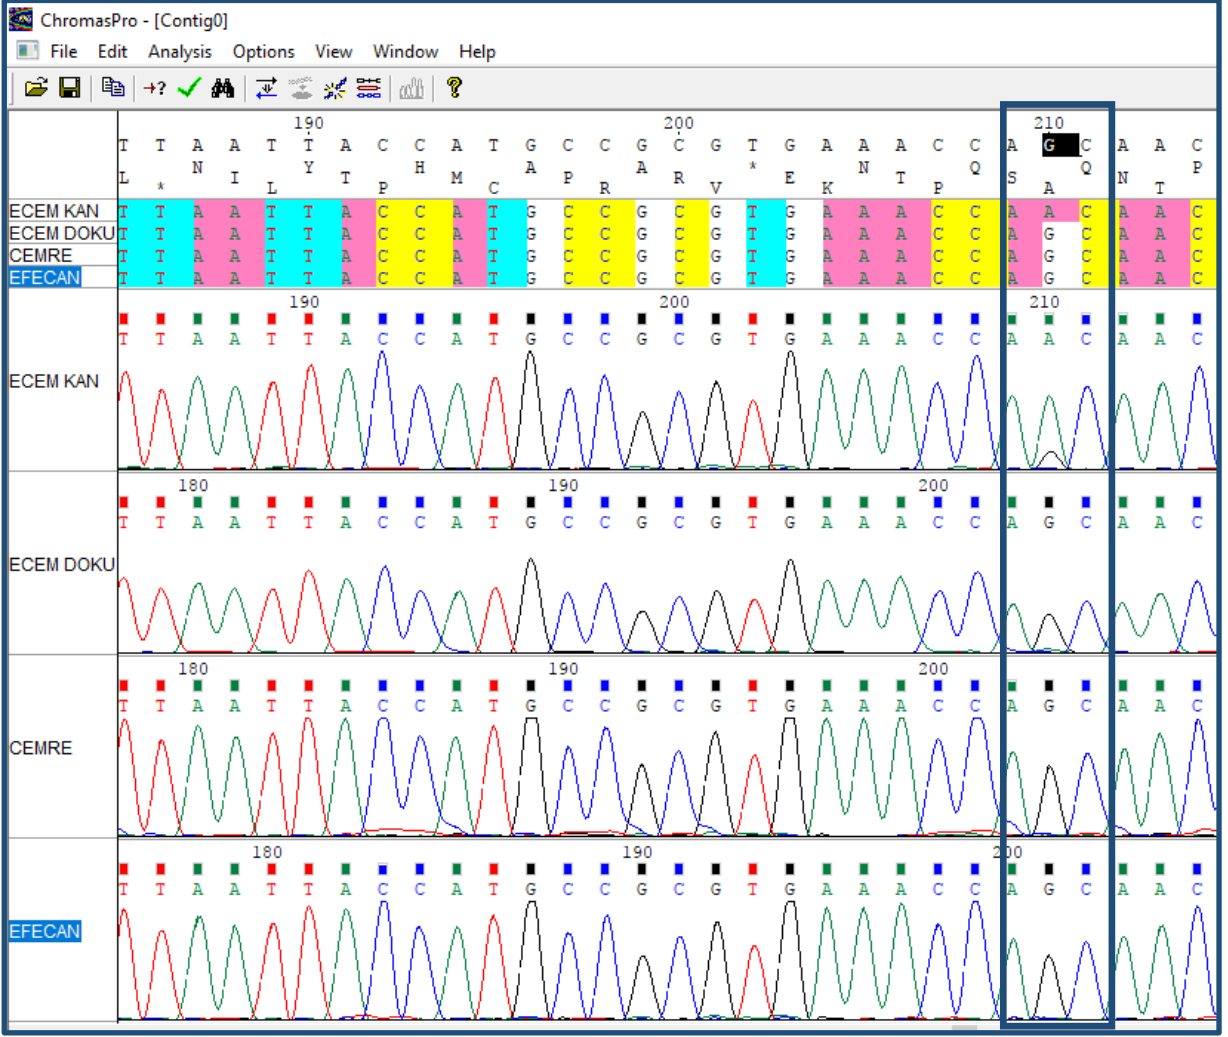 ChromasPro - [Contig0]
File Edit Analysis Options View Window Help
190 200 210
T T A A T T A C C A T G C C G C G T G A A A C C A G C A A C
N Y H A A * N Q Q P
L I T M P R E T S N
* L P C R V K P A T
ECEM KAN T T A A T T A C C A T G C C G C G T G A A A C C A A C A A C
ECEM DOKU T T A A T T A C C A T G C C G C G T G A A A C C A G C A A C
CEMRE T T A A T T A C C A T G C C G C G T G A A A C C A G C A A C
EFECAN T T A A T T A C C A T G C C G C G T G A A A C C A G C A A C
190 200 210
T T A A T T A C C A T G C C G C G T G A A A C C A A C A A C
ECEM KAN
180 190 200
T T A A T T A C C A T G C C G C G T G A A A C C A G C A A C
ECEM DOKU
180 190 200
T T A A T T A C C A T G C C G C G T G A A A C C A G C A A C
CEMRE
180 190 200
T T A A T T A C C A T G C C G C G T G A A A C C A G C A A C
EFECAN